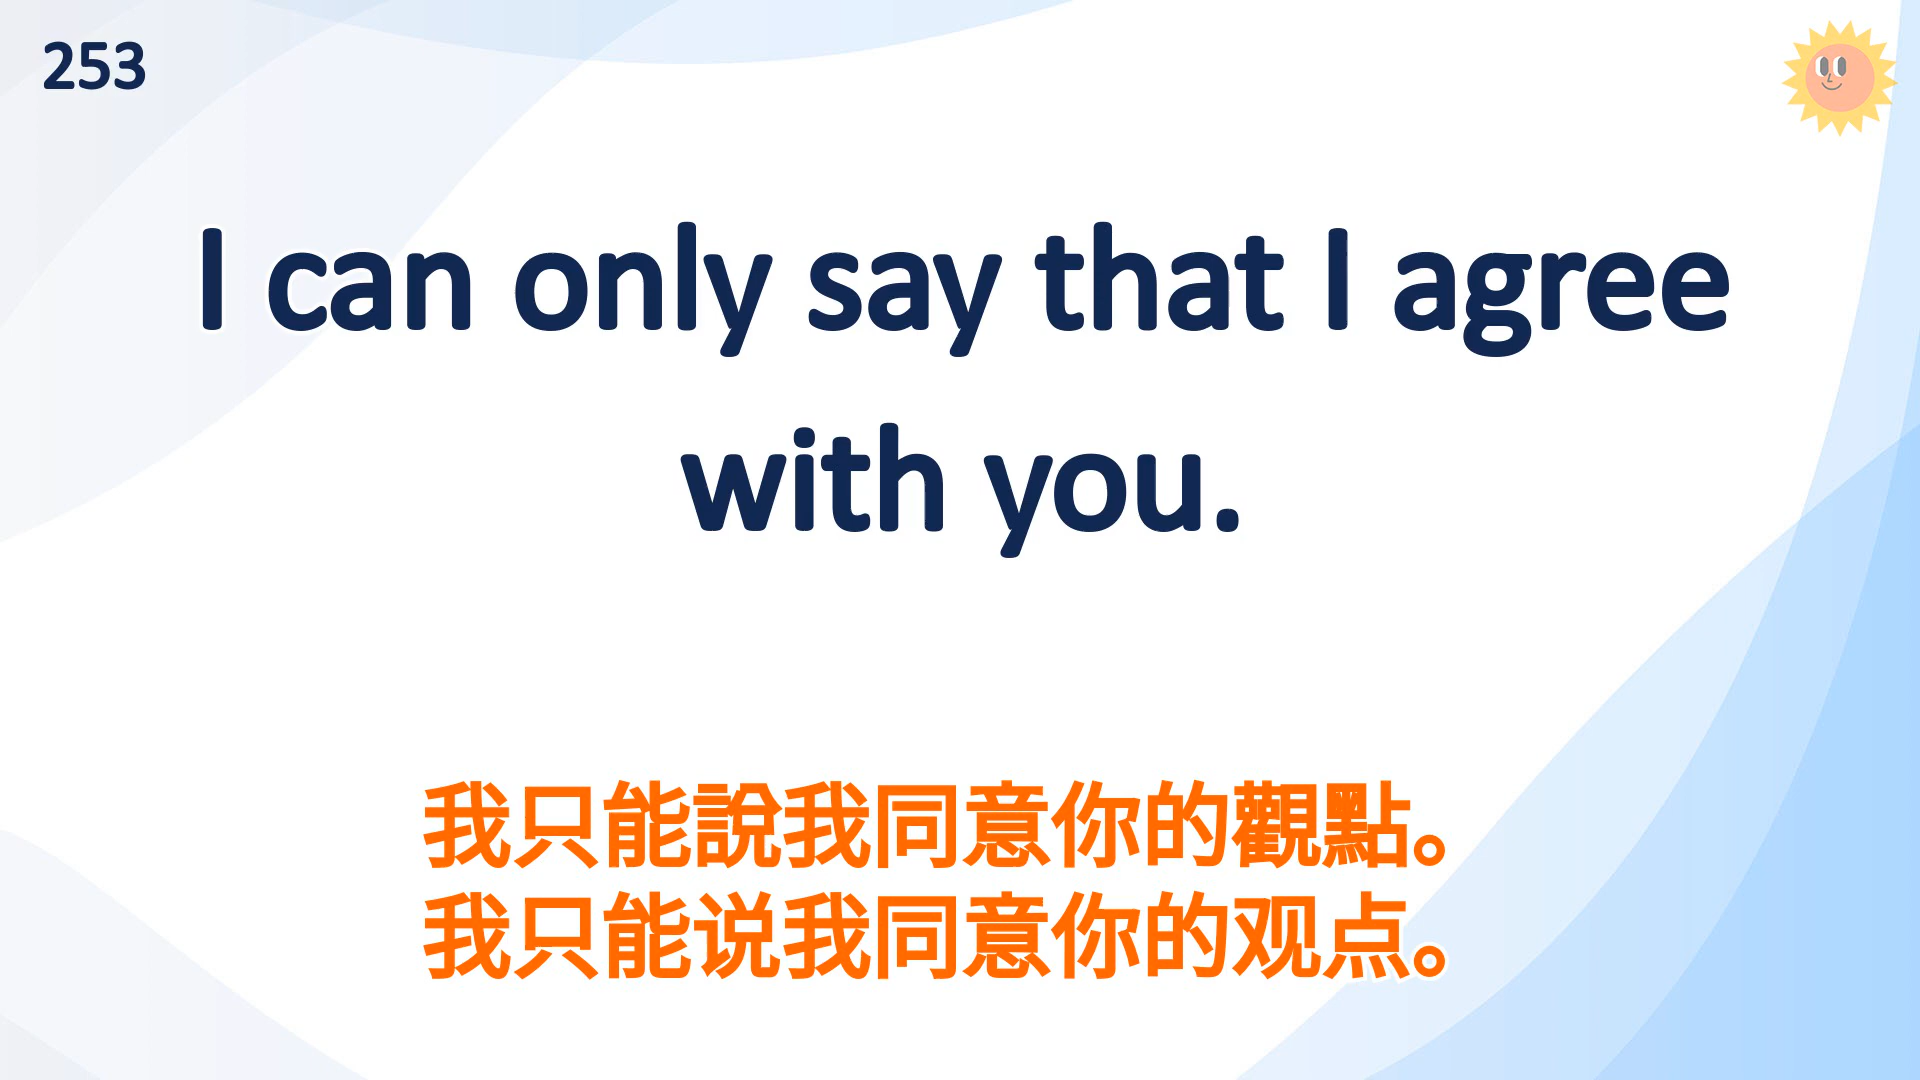 253
I can only say that I agree
with you.
我只能說我同意你的觀點。
我只能说我同意你的观点。